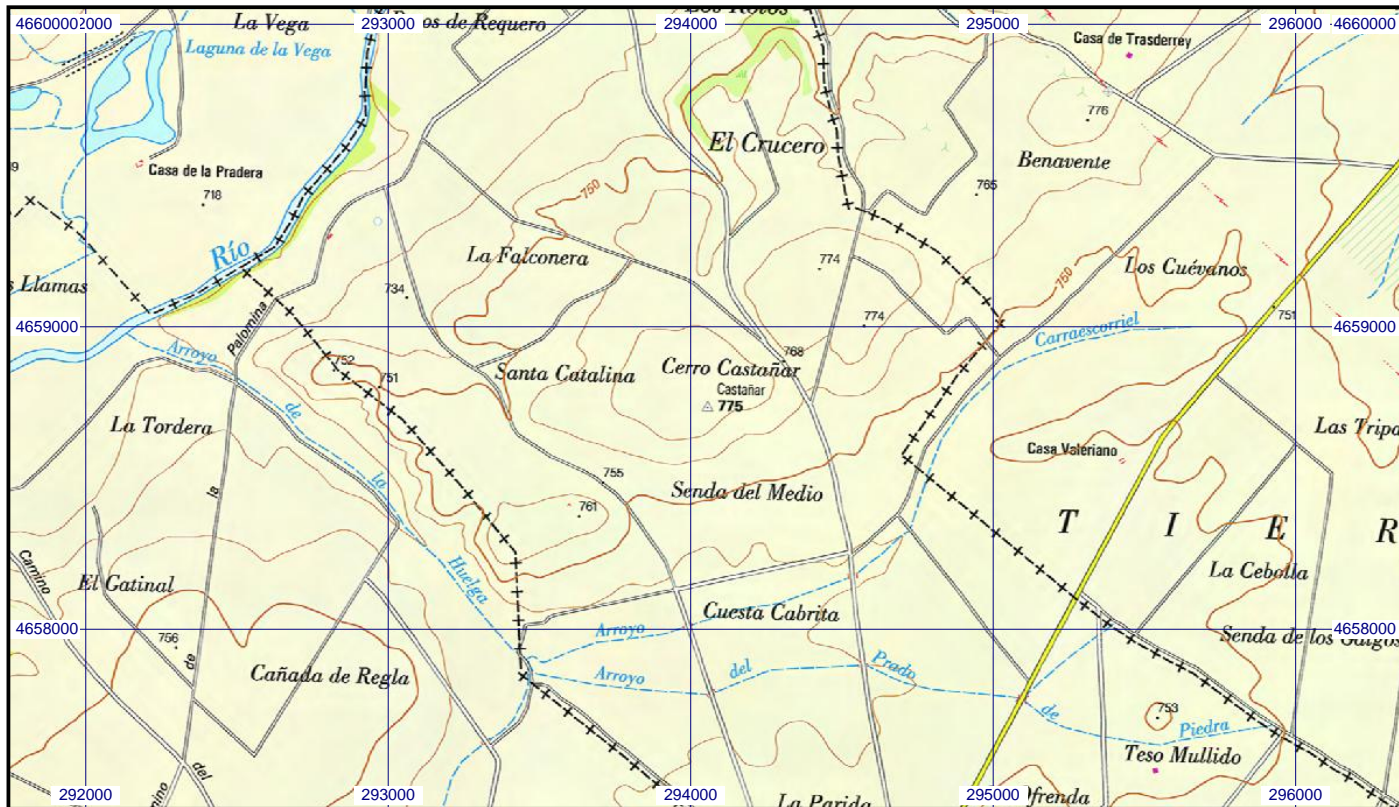 4660000
292000
293000
294000
295000
296000
4660000
La Vega
Laguna de la Vega
os de Requero
Los Rotos
Casa de Trasderrey
776
El Crucero
Benavente
Casa de la Pradera
718
750
765
Río
La Falconera
774
Los Cuévanos
Llamas
734
750
751
4659000
Palomina
774
Carraescorriel
4659000
Arroyo
752
751
768
Cerro Castañar
Santa Catalina
Castañar
775
de
La Tordera
Las Tripa
Casa Valeriano
755
la
la
Senda del Medio
761
T I E R
Camino
Huelga
El Gatinal
La Cebolla
Cuesta Cabrita
4658000
Arroyo
Senda de los Galgos
4658000
756
de
Cañada de Regla
Arroyo
del
Prado
de
753
Piedra
Teso Mullido
del
mino
La Parida
frenda
292000
293000
294000
295000
296000